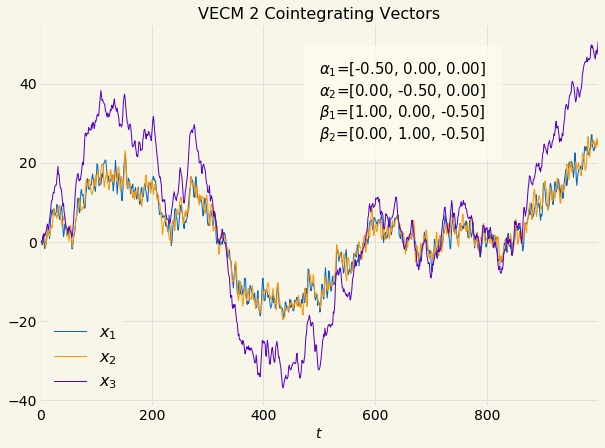 VECM 2 Cointegrating Vectors
α₁=[-0.50, 0.00, 0.00]
α₂=[0.00, -0.50, 0.00]
β₁=[1.00, 0.00, -0.50]
β₂=[0.00, 1.00, -0.50]
40
20
0
−20
−40
x₁
x₂
x₃
0 200 400 600 800
t